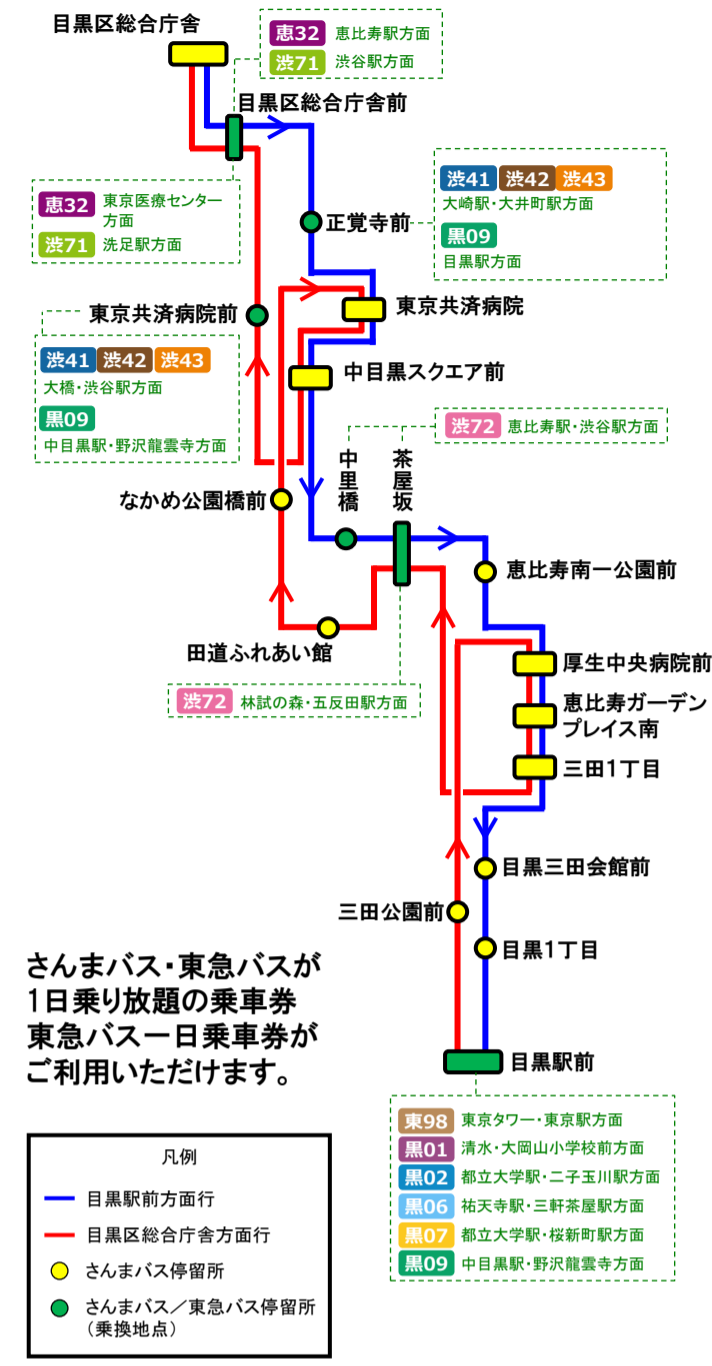 目黒区総合庁舎
恵32 恵比寿駅方面
渋71 渋谷駅方面
目黒区総合庁舎前
恵32 東京医療センター
方面
渋71 洗足駅方面
渋41 渋42 渋43
大崎駅・大井町駅方面
黒09
目黒駅方面
正覚寺前
東京共済病院
東京共済病院前
渋41 渋42 渋43
大橋・渋谷駅方面
黒09
中目黒駅・野沢龍雲寺方面
中目黒スクエア前
渋72 恵比寿駅・渋谷駅方面
中里橋
茶屋坂
なかめ公園橋前
恵比寿南一公園前
田道ふれあい館
厚生中央病院前
渋72 林試の森・五反田駅方面
恵比寿ガーデン
プレイス南
三田1丁目
目黒三田会館前
三田公園前
目黒1丁目
さんまバス・東急バスが
1日乗り放題の乗車券
東急バス一日乗車券が
ご利用いただけます。
目黒駅前
東98 東京タワー・東京駅方面
黒01 清水・大岡山小学校前方面
黒02 都立大学駅・二子玉川駅方面
黒06 祐天寺駅・三軒茶屋駅方面
黒07 都立大学駅・桜新町駅方面
黒09 中目黒駅・野沢龍雲寺方面
凡例
目黒駅前方面行
目黒区総合庁舎方面行
さんまバス停留所
さんまバス／東急バス停留所
（乗換地点）